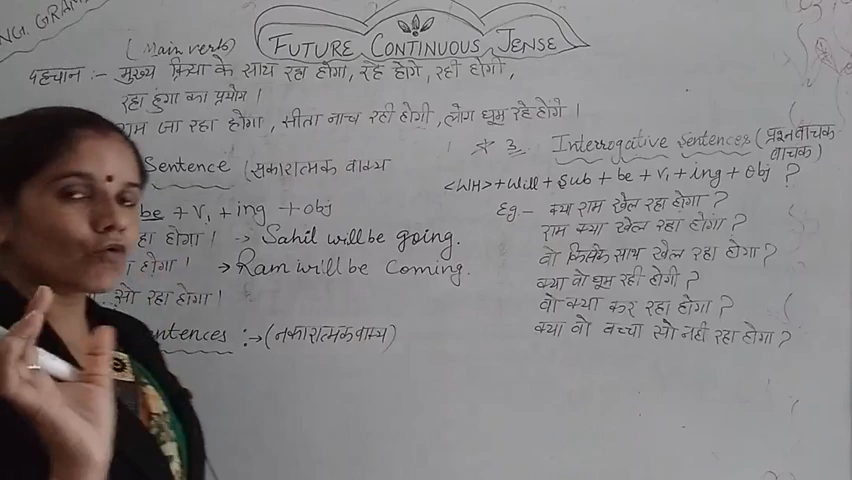 NG. GRAM
FUTURE CONTINUOUS TENSE
(Main verb)
पहचान :- मुख्य क्रिया के साथ रहा होगा, रहे होगे, रही होगी,
रहा हुंगा का प्रयोग ।
राम जा रहा होगा, सीता नाच रही होगी, लोग घूम रहे होंगे ।
Sentence (सकारात्मक वाक्य
be + V1 + ing + obj
हा होगा । → Sahil will be going.
होगा । → Ram will be coming.
सो रहा होगा ।
ntences :→ (नकारात्मक वाक्य)
3. Interrogative Sentences (प्रश्नवाचक
वाचक)
<WH> + will + sub + be + V1 + ing + obj ?
Eg :- क्या राम खेल रहा होगा ?
राम क्या खेल रहा होगा ?
वो किसके साथ खेल रहा होगा ?
क्या वो घूम रही होगी ?
वो क्या कर रहा होगा ?
क्या वो बच्चा सो नही रहा होगा ?